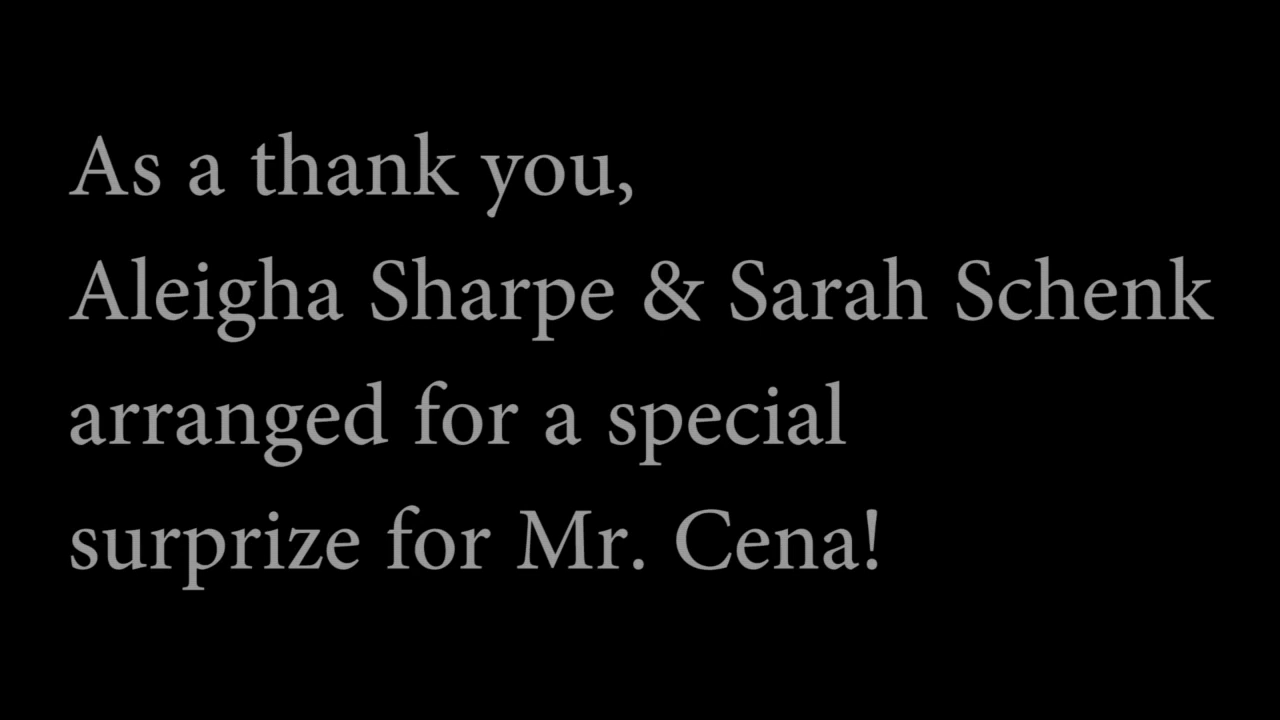 As a thank you,
Aleigha Sharpe & Sarah Schenk
arranged for a special
surprize for Mr. Cena!